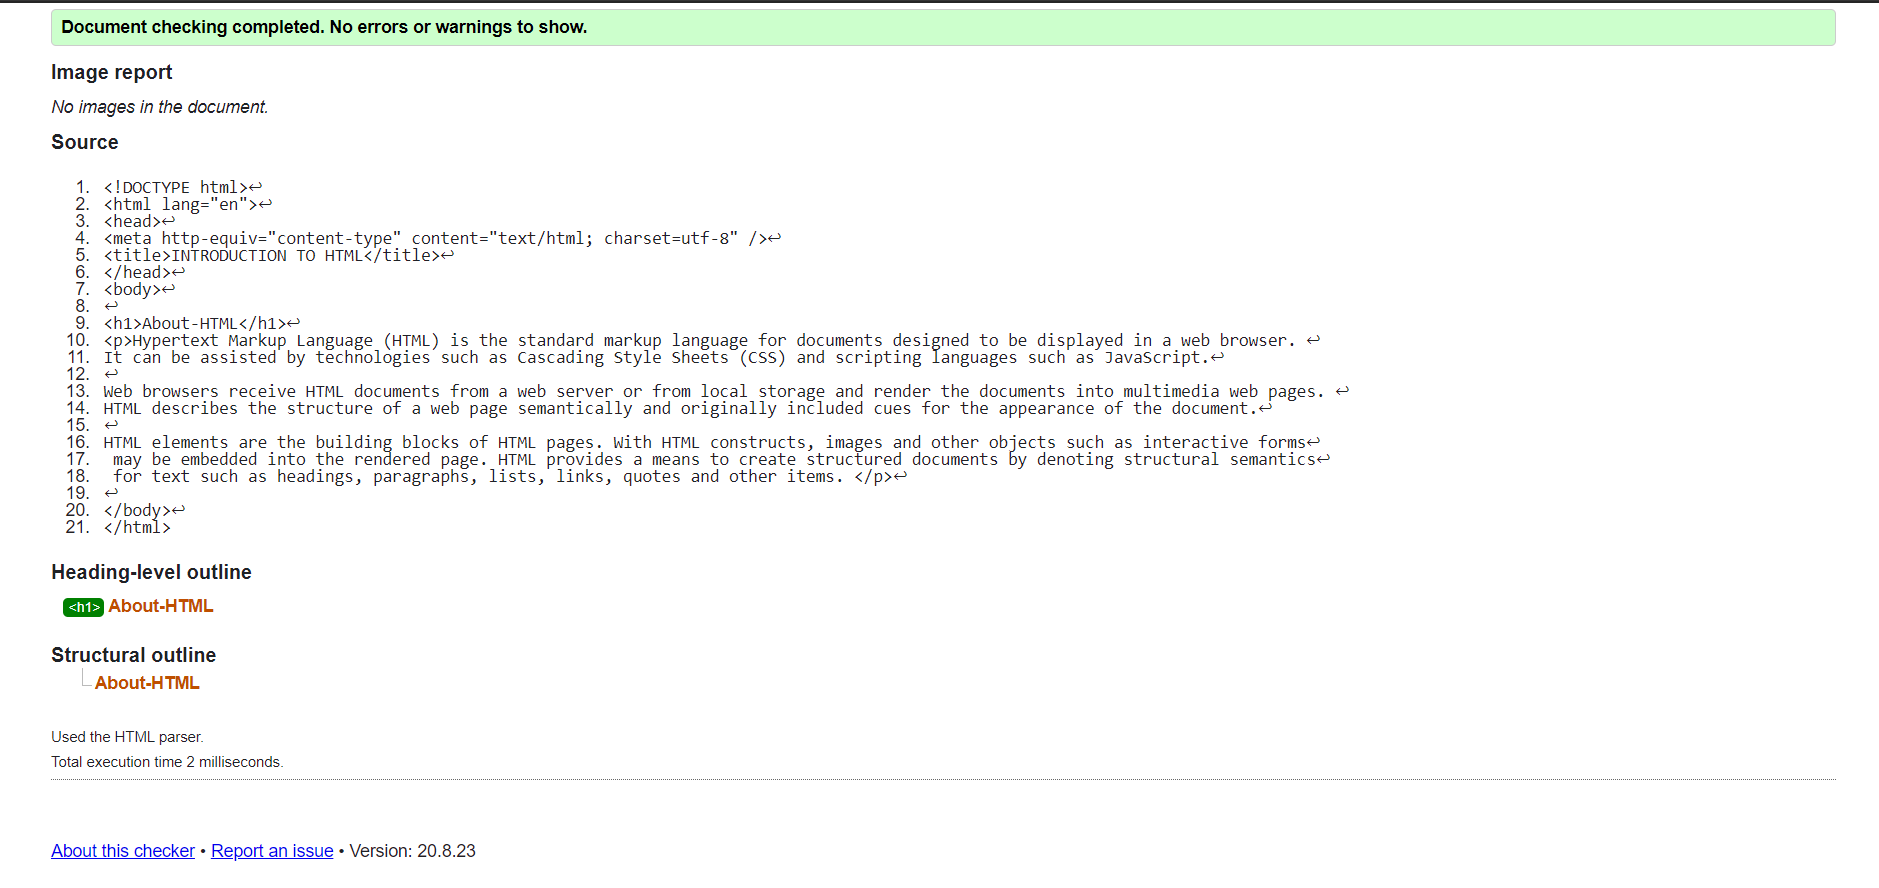 Document checking completed. No errors or warnings to show.
Image report
No images in the document.
Source
1. <!DOCTYPE html>↩
2. <html lang="en">↩
3. <head>↩
4. <meta http-equiv="content-type" content="text/html; charset=utf-8" />↩
5. <title>INTRODUCTION TO HTML</title>↩
6. </head>↩
7. <body>↩
8. ↩
9. <h1>About-HTML</h1>↩
10. <p>Hypertext Markup Language (HTML) is the standard markup language for documents designed to be displayed in a web browser. ↩
11. It can be assisted by technologies such as Cascading Style Sheets (CSS) and scripting languages such as JavaScript.↩
12. ↩
13. Web browsers receive HTML documents from a web server or from local storage and render the documents into multimedia web pages. ↩
14. HTML describes the structure of a web page semantically and originally included cues for the appearance of the document.↩
15. ↩
16. HTML elements are the building blocks of HTML pages. With HTML constructs, images and other objects such as interactive forms↩
17.  may be embedded into the rendered page. HTML provides a means to create structured documents by denoting structural semantics↩
18.  for text such as headings, paragraphs, lists, links, quotes and other items. </p>↩
19. ↩
20. </body>↩
21. </html>
Heading-level outline
<h1> About-HTML
Structural outline
About-HTML
Used the HTML parser.
Total execution time 2 milliseconds.
About this checker • Report an issue • Version: 20.8.23